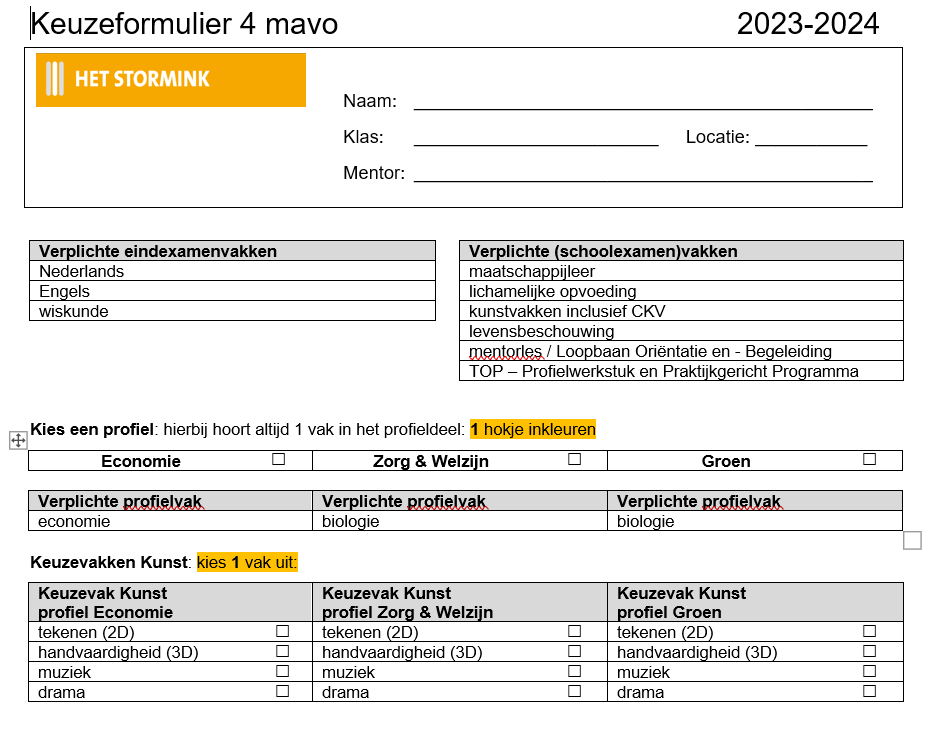 Keuzeformulier 4 mavo 2023-2024
HET STORMINK
Naam:
Klas: Locatie:
Mentor:
Verplichte eindexamenvakken
Nederlands
Engels
wiskunde
Verplichte (schoolexamen)vakken
maatschappijleer
lichamelijke opvoeding
kunstvakken inclusief CKV
levensbeschouwing
mentorles / Loopbaan Oriëntatie en - Begeleiding
TOP – Profielwerkstuk en Praktijkgericht Programma
Kies een profiel: hierbij hoort altijd 1 vak in het profieldeel: 1 hokje inkleuren
Economie ☐ Zorg & Welzijn ☐ Groen ☐
Verplichte profielvak Verplichte profielvak Verplichte profielvak
economie biologie biologie
Keuzevakken Kunst: kies 1 vak uit:
Keuzevak Kunst Keuzevak Kunst Keuzevak Kunst
profiel Economie profiel Zorg & Welzijn profiel Groen
tekenen (2D) ☐ tekenen (2D) ☐ tekenen (2D) ☐
handvaardigheid (3D) ☐ handvaardigheid (3D) ☐ handvaardigheid (3D) ☐
muziek ☐ muziek ☐ muziek ☐
drama ☐ drama ☐ drama ☐